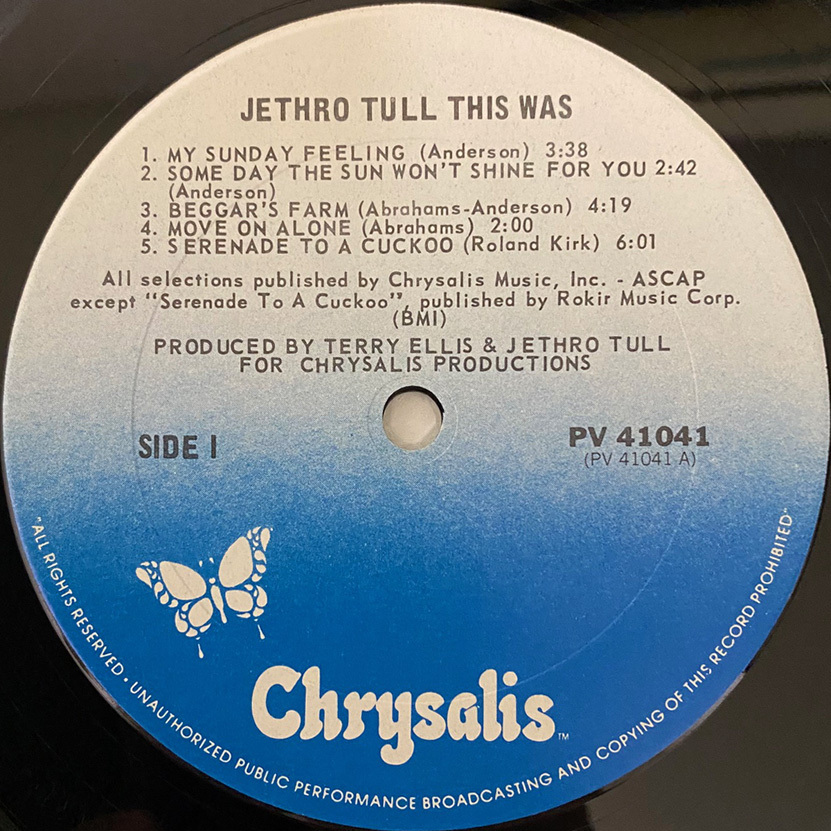 JETHRO TULL THIS WAS
1. MY SUNDAY FEELING (Anderson) 3:38
2. SOME DAY THE SUN WON'T SHINE FOR YOU 2:42
(Anderson)
3. BEGGAR'S FARM (Abrahams-Anderson) 4:19
4. MOVE ON ALONE (Abrahams) 2:00
5. SERENADE TO A CUCKOO (Roland Kirk) 6:01
All selections published by Chrysalis Music, Inc. - ASCAP
except "Serenade To A Cuckoo", published by Rokir Music Corp.
(BMI)
PRODUCED BY TERRY ELLIS & JETHRO TULL
FOR CHRYSALIS PRODUCTIONS
SIDE I
PV 41041
(PV 41041 A)
Chrysalis TM
"ALL RIGHTS RESERVED • UNAUTHORIZED PUBLIC PERFORMANCE BROADCASTING AND COPYING OF THIS RECORD PROHIBITED"